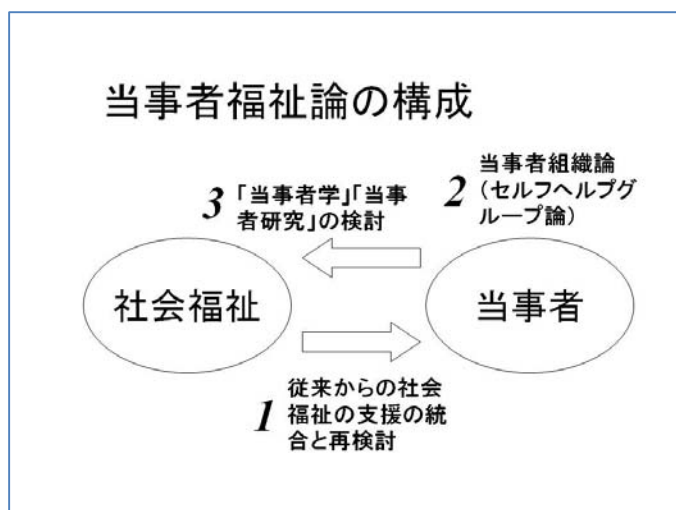 当事者福祉論の構成
3 「当事者学」「当事
者研究」の検討
2 当事者組織論
(セルフヘルプグ
ループ論)
社会福祉
当事者
1 従来からの社会
福祉の支援の統
合と再検討